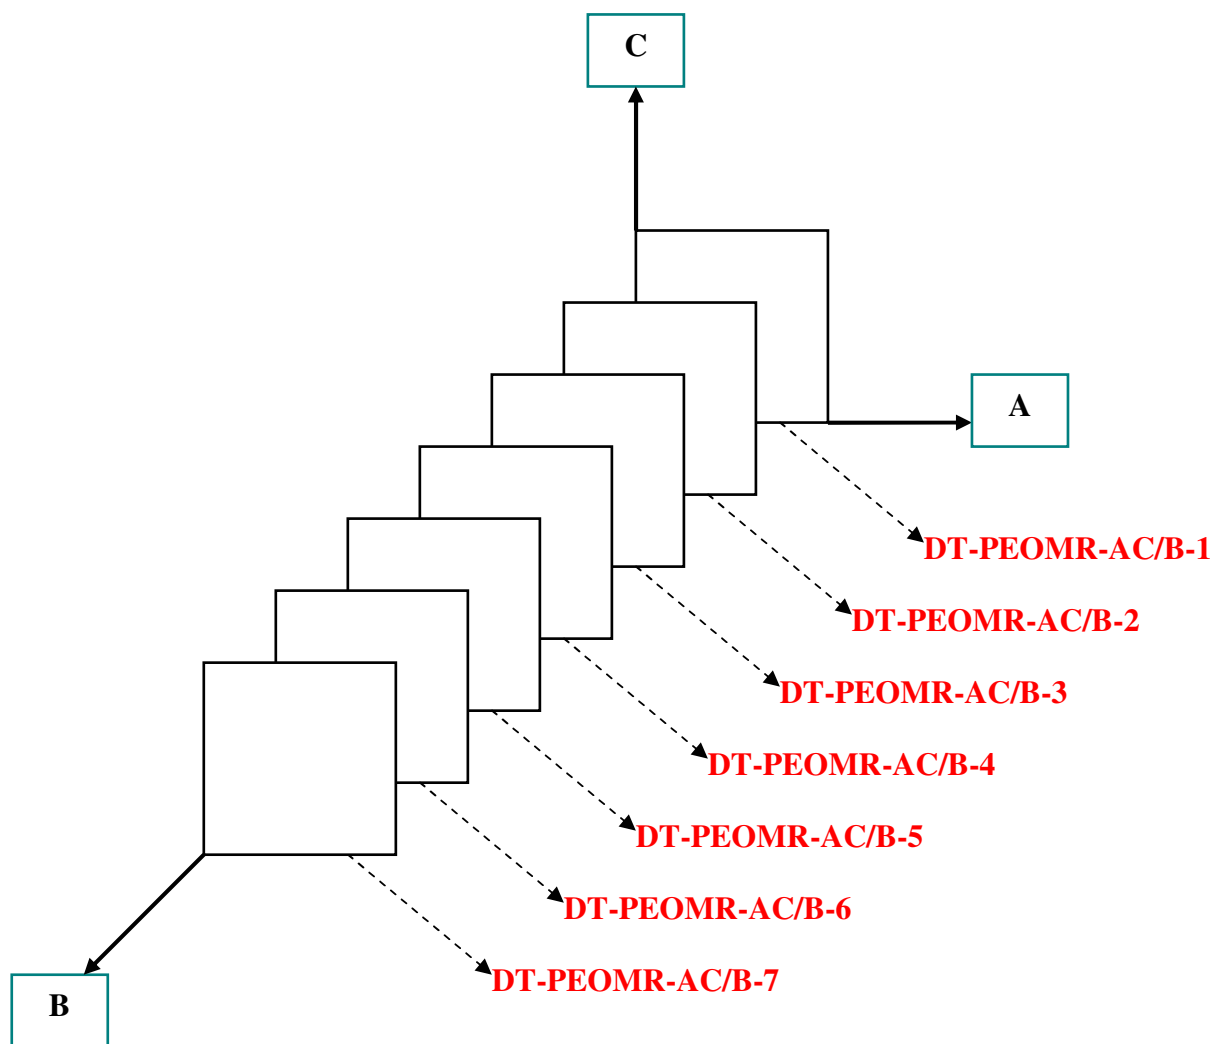 C
A
DT-PEOMR-AC/B-1
DT-PEOMR-AC/B-2
DT-PEOMR-AC/B-3
DT-PEOMR-AC/B-4
DT-PEOMR-AC/B-5
DT-PEOMR-AC/B-6
DT-PEOMR-AC/B-7
B